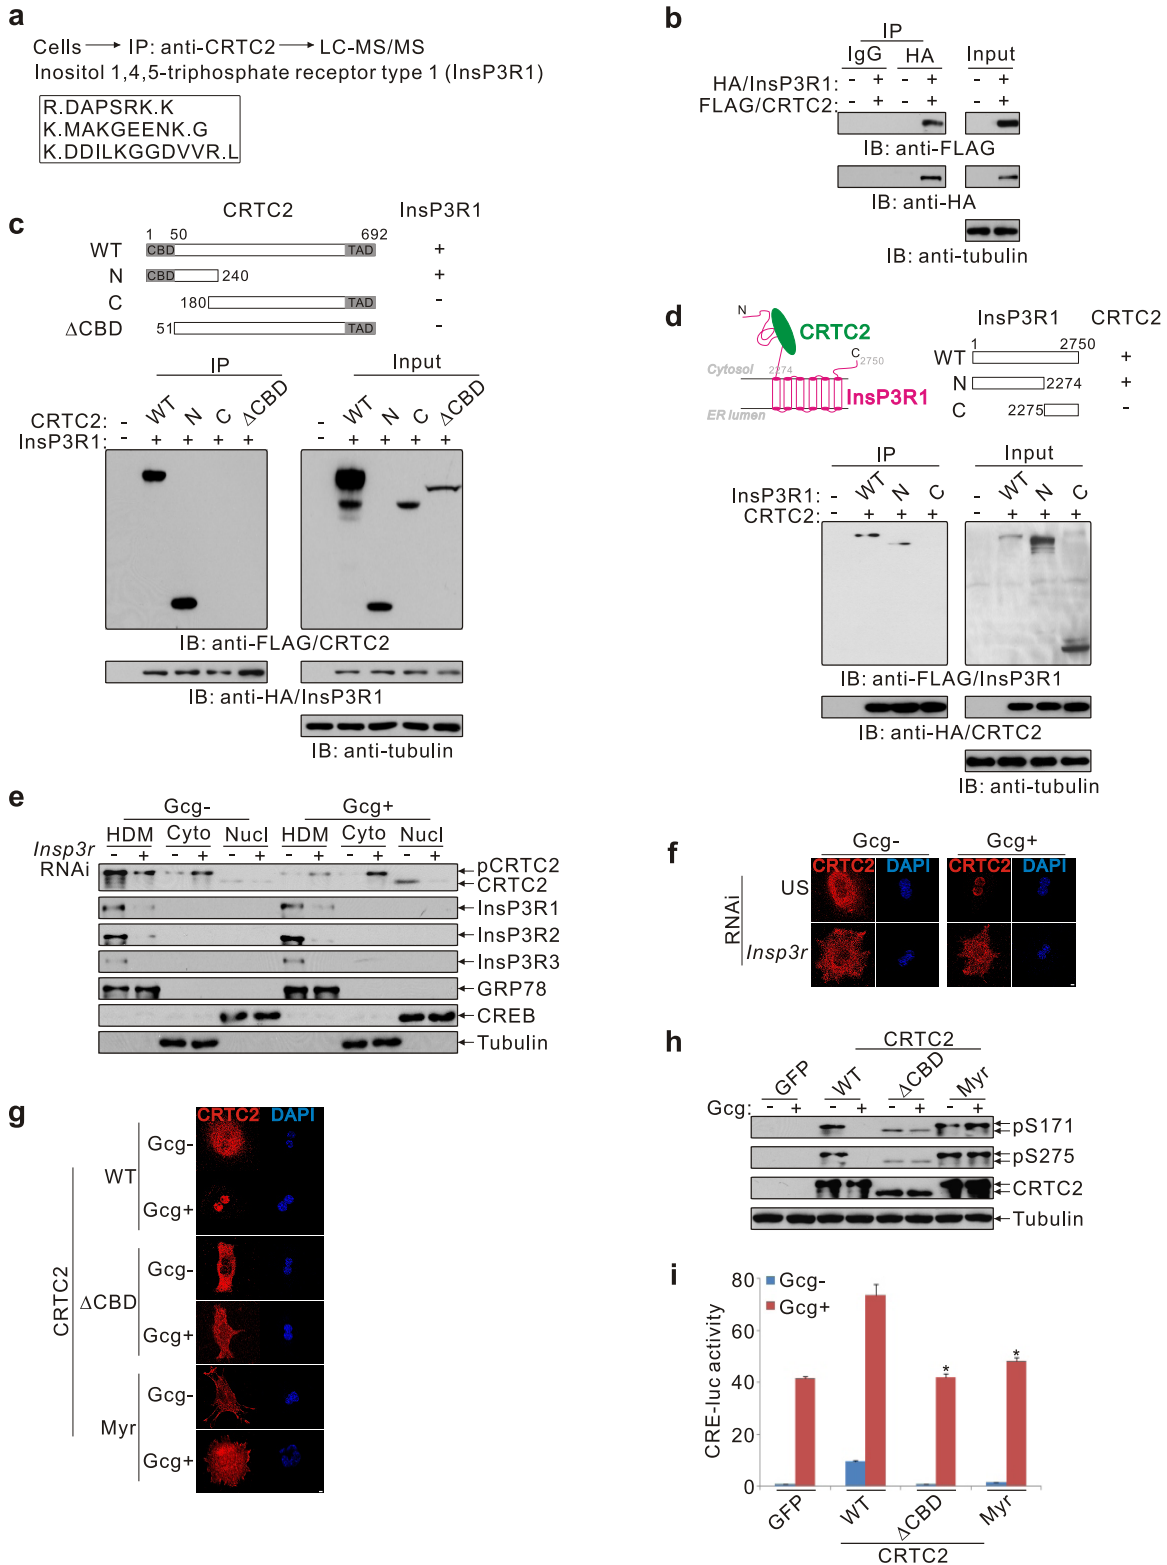 a
Cells → IP: anti-CRTC2 → LC-MS/MS
Inositol 1,4,5-triphosphate receptor type 1 (InsP3R1)
R.DAPSRK.K
K.MAKGEENK.G
K.DDILKGGDVVR.L
b
IP
IgG HA Input
HA/InsP3R1: - + - + - +
FLAG/CRTC2: - + - + - +
IB: anti-FLAG
IB: anti-HA
IB: anti-tubulin
c
CRTC2 InsP3R1
1 50 692
WT CBD TAD +
N CBD 240 +
C 180 TAD -
ΔCBD 51 TAD -
IP Input
CRTC2: - WT N C ΔCBD - WT N C ΔCBD
InsP3R1: - + + + + - + + + +
IB: anti-FLAG/CRTC2
IB: anti-HA/InsP3R1
IB: anti-tubulin
d
N
CRTC2
C
2750
Cytosol 2274
InsP3R1
ER lumen
InsP3R1 CRTC2
1 2750
WT +
N 2274 +
C 2275 -
IP Input
InsP3R1: - WT N C - WT N C
CRTC2: - + + + - + + +
IB: anti-FLAG/InsP3R1
IB: anti-HA/CRTC2
IB: anti-tubulin
e
Gcg- Gcg+
HDM Cyto Nucl HDM Cyto Nucl
Insp3r RNAi - + - + - + - + - + - +
pCRTC2
CRTC2
InsP3R1
InsP3R2
InsP3R3
GRP78
CREB
Tubulin
f
Gcg- Gcg+
CRTC2 DAPI CRTC2 DAPI
RNAi
US
Insp3r
g
CRTC2 DAPI
CRTC2
WT
Gcg-
Gcg+
ΔCBD
Gcg-
Gcg+
Myr
Gcg-
Gcg+
h
CRTC2
GFP WT ΔCBD Myr
Gcg: - + - + - + - +
pS171
pS275
CRTC2
Tubulin
i
CRE-luc activity
80
60
40
20
0
Gcg-
Gcg+
* *
GFP WT ΔCBD Myr
CRTC2